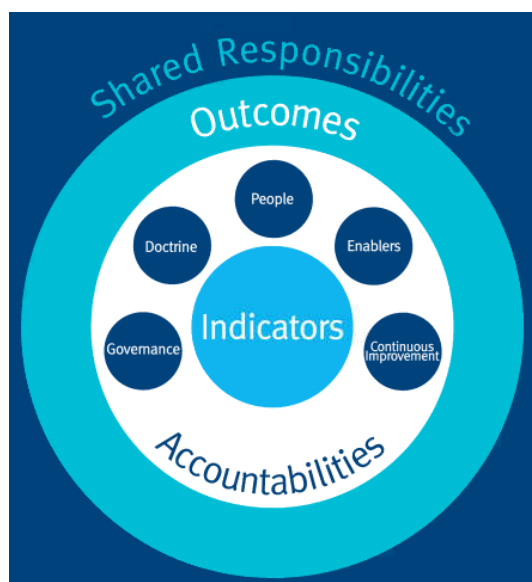 Shared Responsibilities
Outcomes
People
Doctrine
Enablers
Indicators
Governance
Continuous
Improvement
Accountabilities